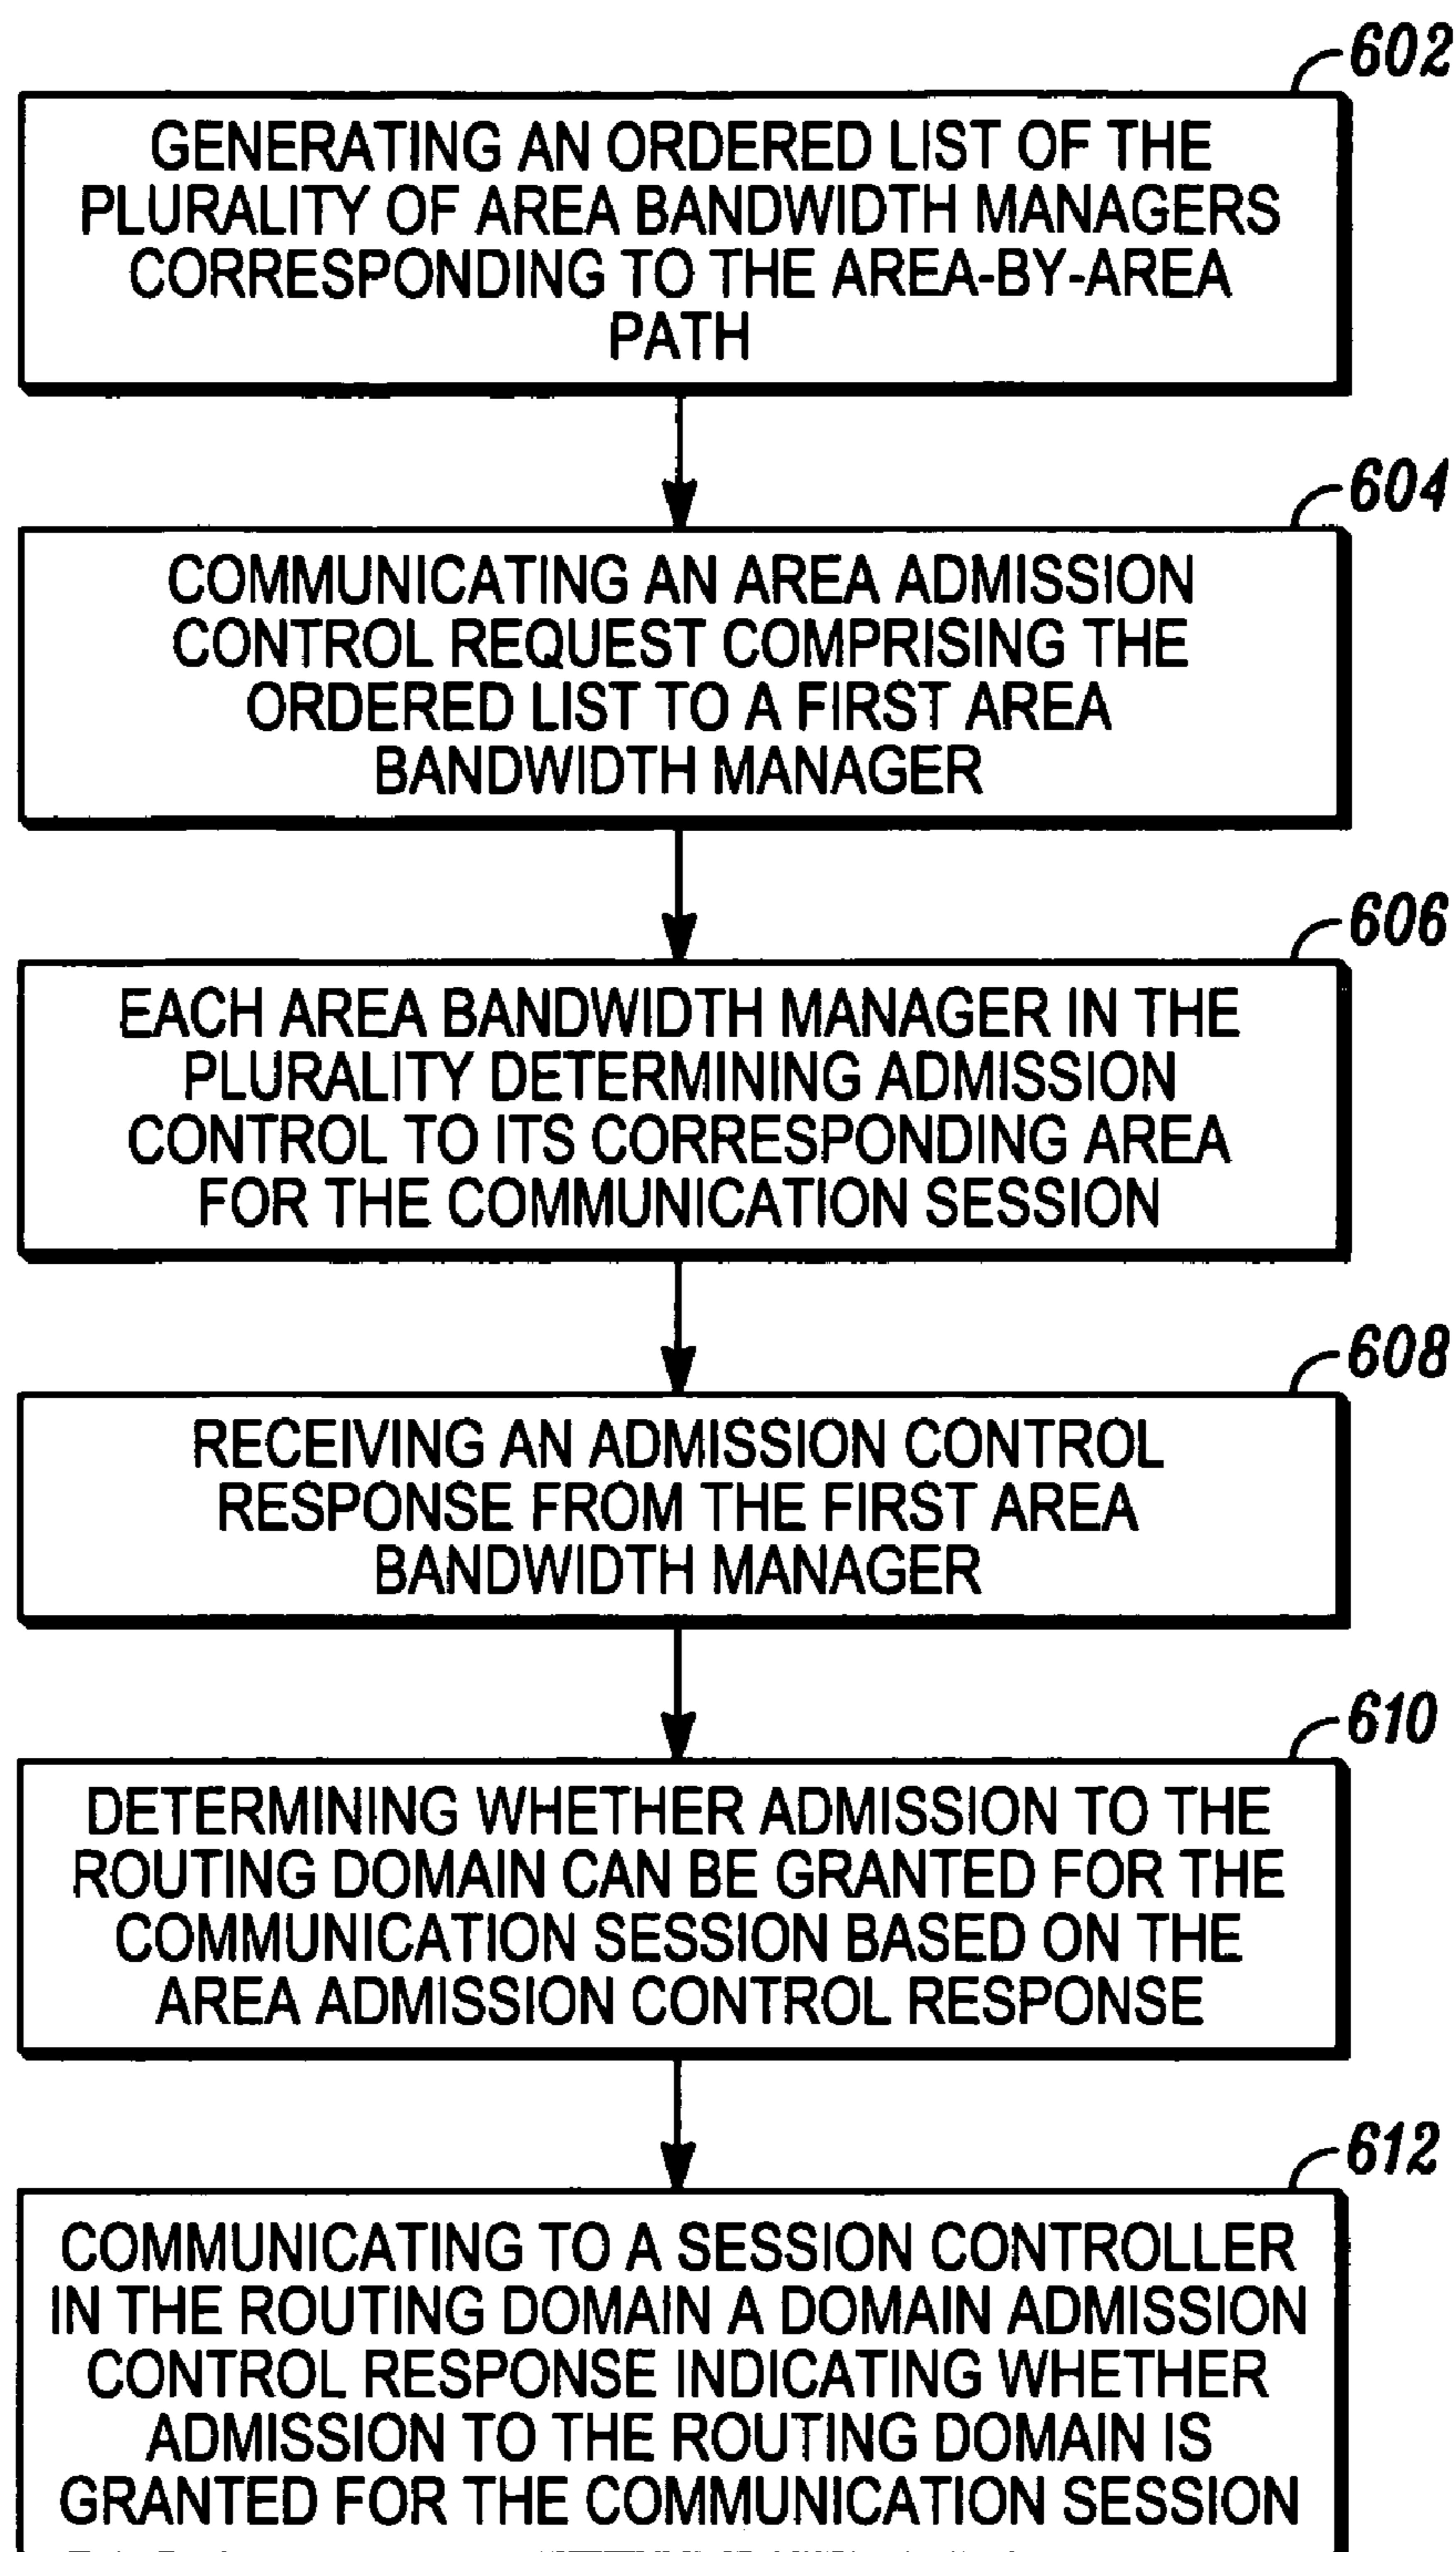 602
GENERATING AN ORDERED LIST OF THE
PLURALITY OF AREA BANDWIDTH MANAGERS
CORRESPONDING TO THE AREA-BY-AREA
PATH
604
COMMUNICATING AN AREA ADMISSION
CONTROL REQUEST COMPRISING THE
ORDERED LIST TO A FIRST AREA
BANDWIDTH MANAGER
606
EACH AREA BANDWIDTH MANAGER IN THE
PLURALITY DETERMINING ADMISSION
CONTROL TO ITS CORRESPONDING AREA
FOR THE COMMUNICATION SESSION
608
RECEIVING AN ADMISSION CONTROL
RESPONSE FROM THE FIRST AREA
BANDWIDTH MANAGER
610
DETERMINING WHETHER ADMISSION TO THE
ROUTING DOMAIN CAN BE GRANTED FOR THE
COMMUNICATION SESSION BASED ON THE
AREA ADMISSION CONTROL RESPONSE
612
COMMUNICATING TO A SESSION CONTROLLER
IN THE ROUTING DOMAIN A DOMAIN ADMISSION
CONTROL RESPONSE INDICATING WHETHER
ADMISSION TO THE ROUTING DOMAIN IS
GRANTED FOR THE COMMUNICATION SESSION